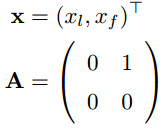 x = (x_l, x_f)^⊤
A = ( 0 1
0 0 )